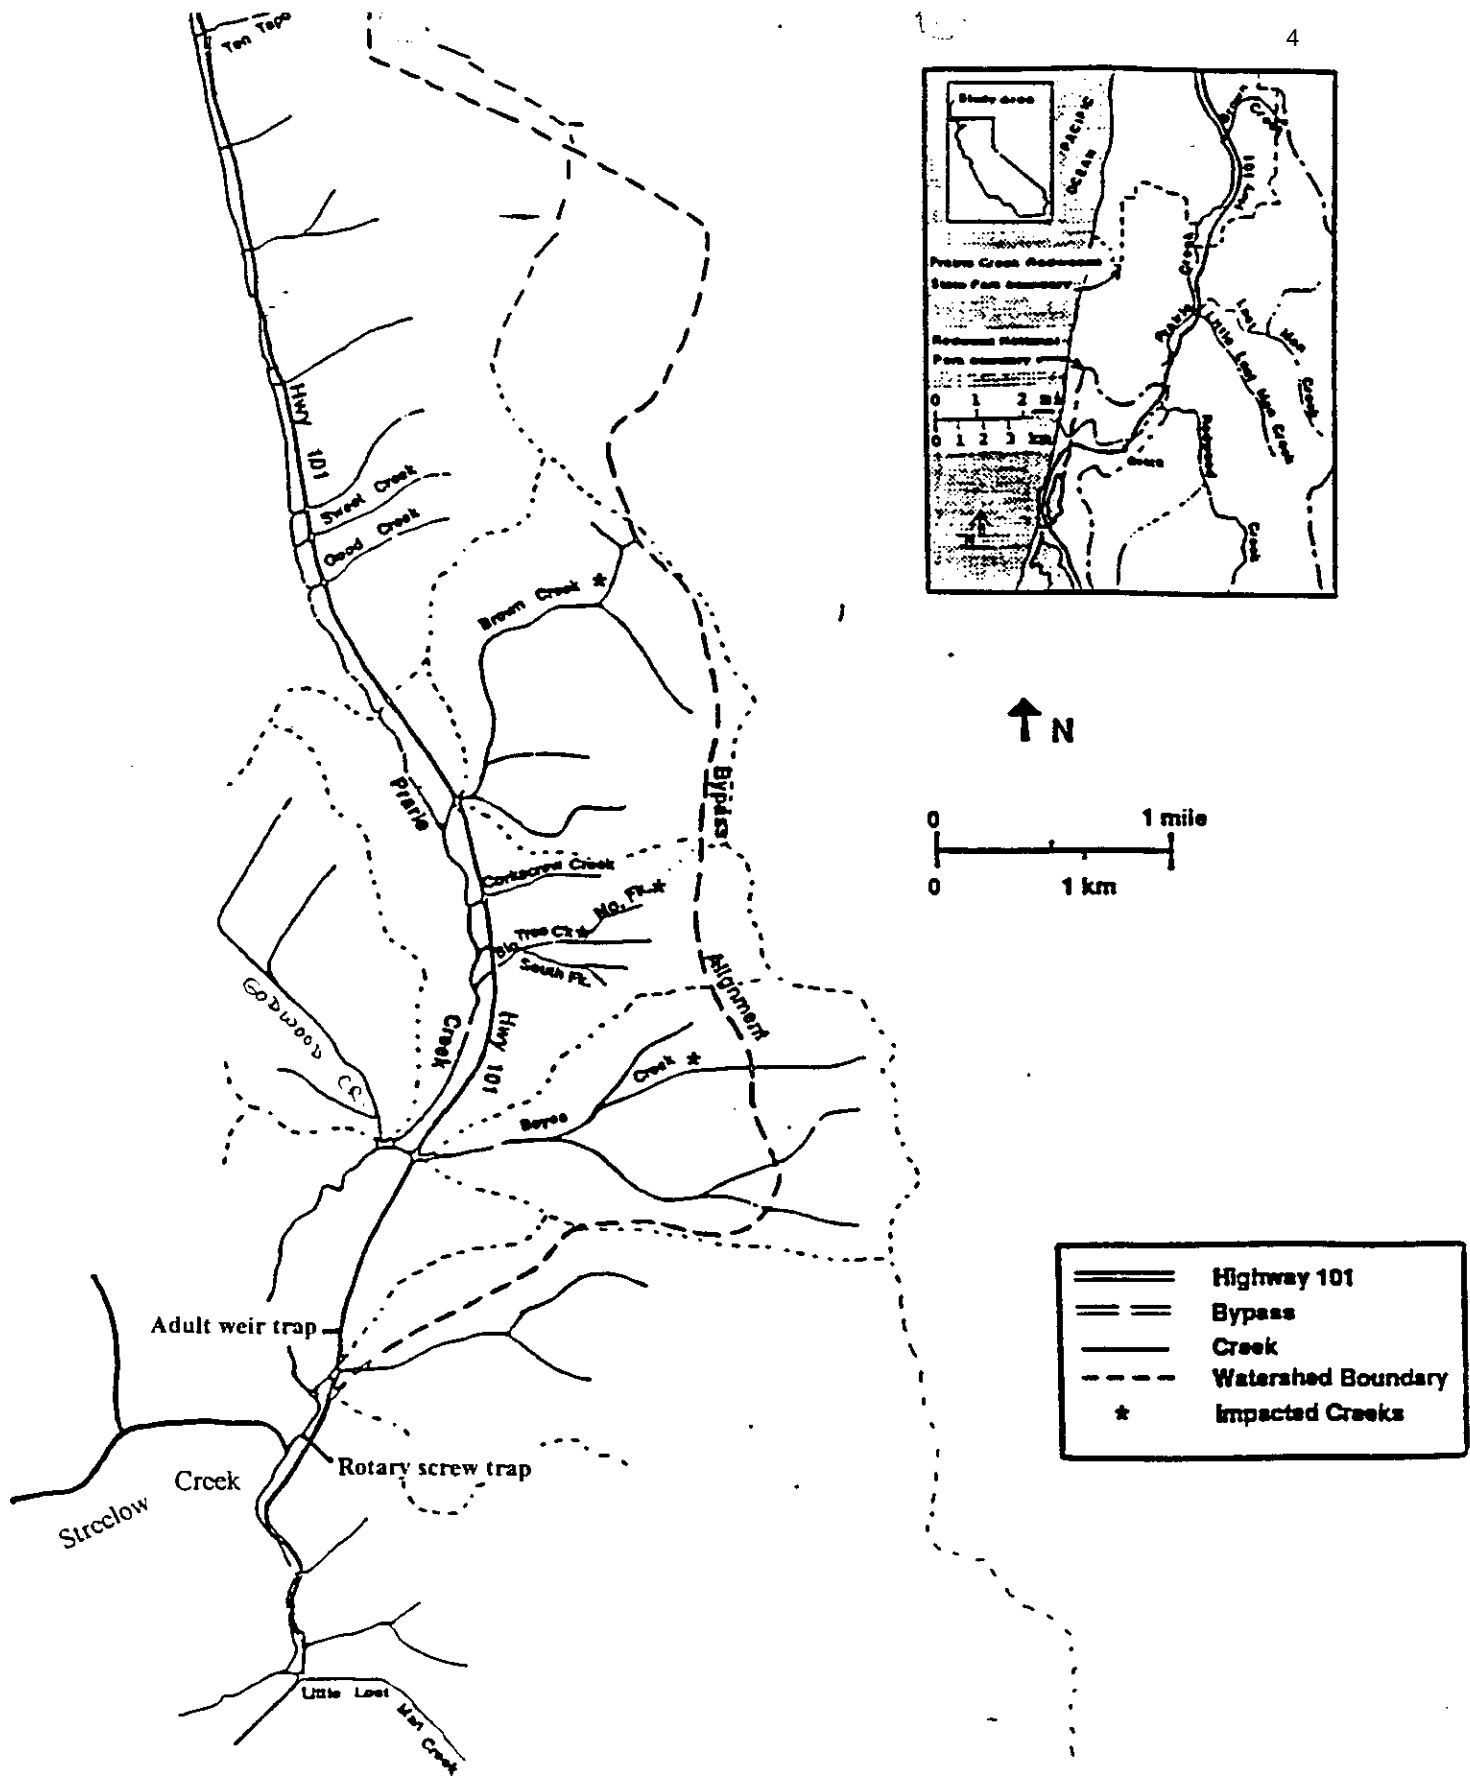 4
Ten Tapo
Study area
PACIFIC
OCEAN
Brown
Creek
Hwy 101
Creek
Prairie Creek Redwoods
State Park boundary
Prairie
Lost
Man
Creek
Little Lost Man Creek
Redwood National
Park boundary
0 1 2 mi
0 1 2 3 km
Redwood
Creek
N
Hwy
101
Sweet Creek
Good Creek
Brown Creek *
N
Prarie
Bypass
0 1 mile
0 1 km
Corkscrew Creek
No. Fk. *
Big Tree Ck *
South Fk.
Alignment
GODWOOD
CR.
Creek
Hwy 101
Creek *
Boyes
Adult weir trap
Highway 101
Bypass
Creek
Watershed Boundary
* Impacted Creeks
Rotary screw trap
Creek
Streelow
Little Lost
Man Creek